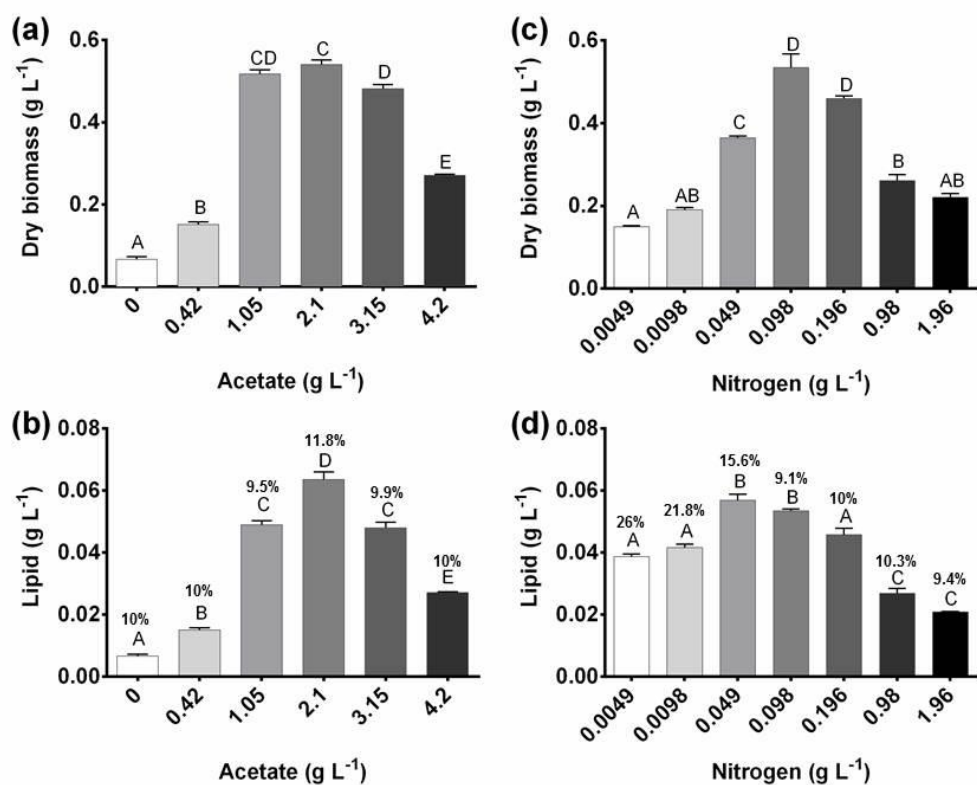 (a)
Dry biomass (g L⁻¹)
0.6
0.4
0.2
0.0
A
B
CD
C
D
E
0
0.42
1.05
2.1
3.15
4.2
Acetate (g L⁻¹)
(c)
Dry biomass (g L⁻¹)
0.6
0.4
0.2
0.0
A
AB
C
D
D
B
AB
0.0049
0.0098
0.049
0.098
0.196
0.98
1.96
Nitrogen (g L⁻¹)
(b)
Lipid (g L⁻¹)
0.08
0.06
0.04
0.02
0.00
10%
A
10%
B
9.5%
C
11.8%
D
9.9%
C
10%
E
0
0.42
1.05
2.1
3.15
4.2
Acetate (g L⁻¹)
(d)
Lipid (g L⁻¹)
0.08
0.06
0.04
0.02
0.00
26%
A
21.8%
A
15.6%
B
9.1%
B
10%
A
10.3%
C
9.4%
C
0.0049
0.0098
0.049
0.098
0.196
0.98
1.96
Nitrogen (g L⁻¹)